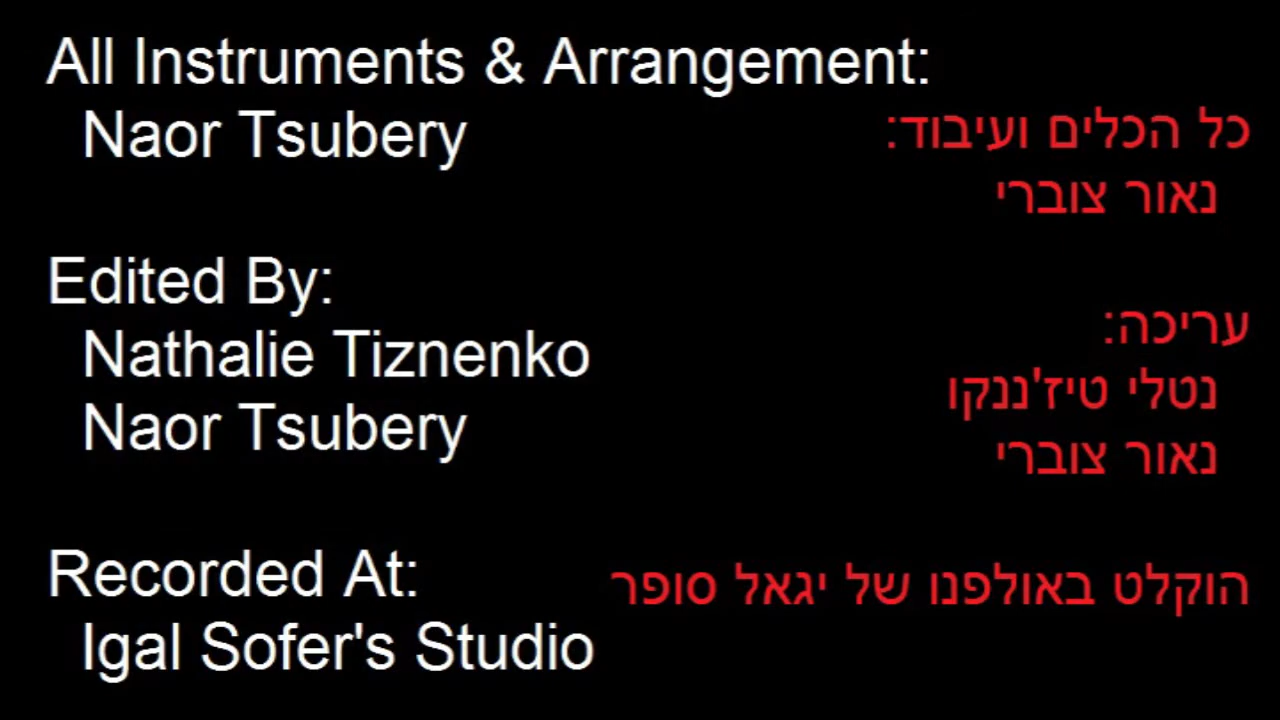 All Instruments & Arrangement:
Naor Tsubery
כל הכלים ועיבוד:
נאור צוברי
Edited By:
Nathalie Tiznenko
Naor Tsubery
עריכה:
נטלי טיז'ננקו
נאור צוברי
Recorded At:
Igal Sofer's Studio
הוקלט באולפנו של יגאל סופר